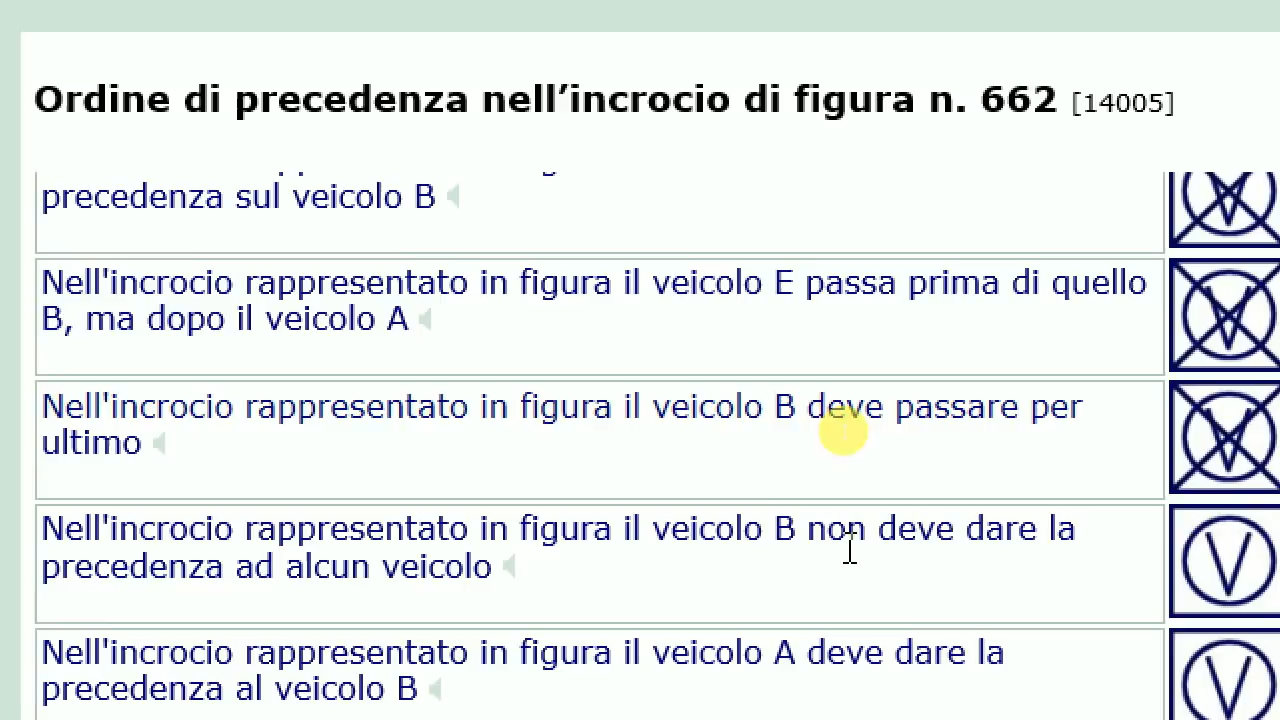 Ordine di precedenza nell’incrocio di figura n. 662 [14005]
precedenza sul veicolo B
Nell'incrocio rappresentato in figura il veicolo E passa prima di quello
B, ma dopo il veicolo A
V
Nell'incrocio rappresentato in figura il veicolo B deve passare per
ultimo
V
Nell'incrocio rappresentato in figura il veicolo B non deve dare la
precedenza ad alcun veicolo
V
Nell'incrocio rappresentato in figura il veicolo A deve dare la
precedenza al veicolo B
V